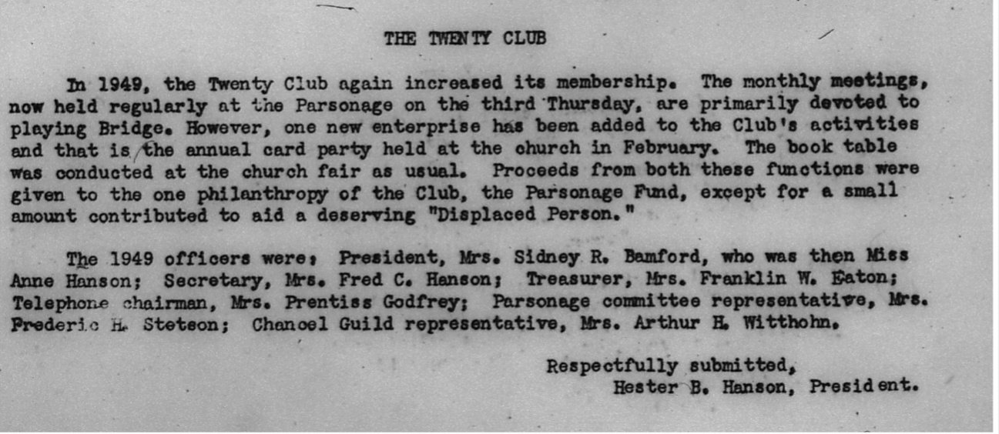 THE TWENTY CLUB
In 1949, the Twenty Club again increased its membership. The monthly meetings,
now held regularly at the Parsonage on the third Thursday, are primarily devoted to
playing Bridge. However, one new enterprise has been added to the Club's activities
and that is the annual card party held at the church in February. The book table
was conducted at the church fair as usual. Proceeds from both these functions were
given to the one philanthropy of the Club, the Parsonage Fund, except for a small
amount contributed to aid a deserving "Displaced Person."
The 1949 officers were: President, Mrs. Sidney R. Bamford, who was then Miss
Anne Hanson; Secretary, Mrs. Fred C. Hanson; Treasurer, Mrs. Franklin W. Eaton;
Telephone chairman, Mrs. Prentiss Godfrey; Parsonage committee representative, Mrs.
Frederic H. Stetson; Chancel Guild representative, Mrs. Arthur H. Witthohn.
Respectfully submitted,
Hester B. Hanson, President.